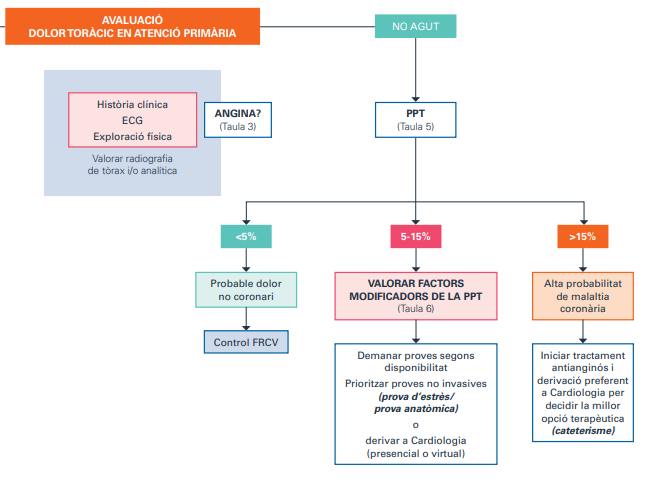 AVALUACIÓ
DOLOR TORÀCIC EN ATENCIÓ PRIMÀRIA
NO AGUT
Història clínica
ECG
Exploració física
Valorar radiografia
de tòrax i/o analítica
ANGINA?
(Taula 3)
PPT
(Taula 5)
<5%
5-15%
>15%
Probable dolor
no coronari
Control FRCV
VALORAR FACTORS
MODIFICADORS DE LA PPT
(Taula 6)
Demanar proves segons
disponibilitat
Prioritzar proves no invasives
(prova d’estrès/
prova anatòmica)
o
derivar a Cardiologia
(presencial o virtual)
Alta probabilitat
de malaltia
coronària
Iniciar tractament
antianginós i
derivació preferent
a Cardiologia per
decidir la millor
opció terapèutica
(cateterisme)